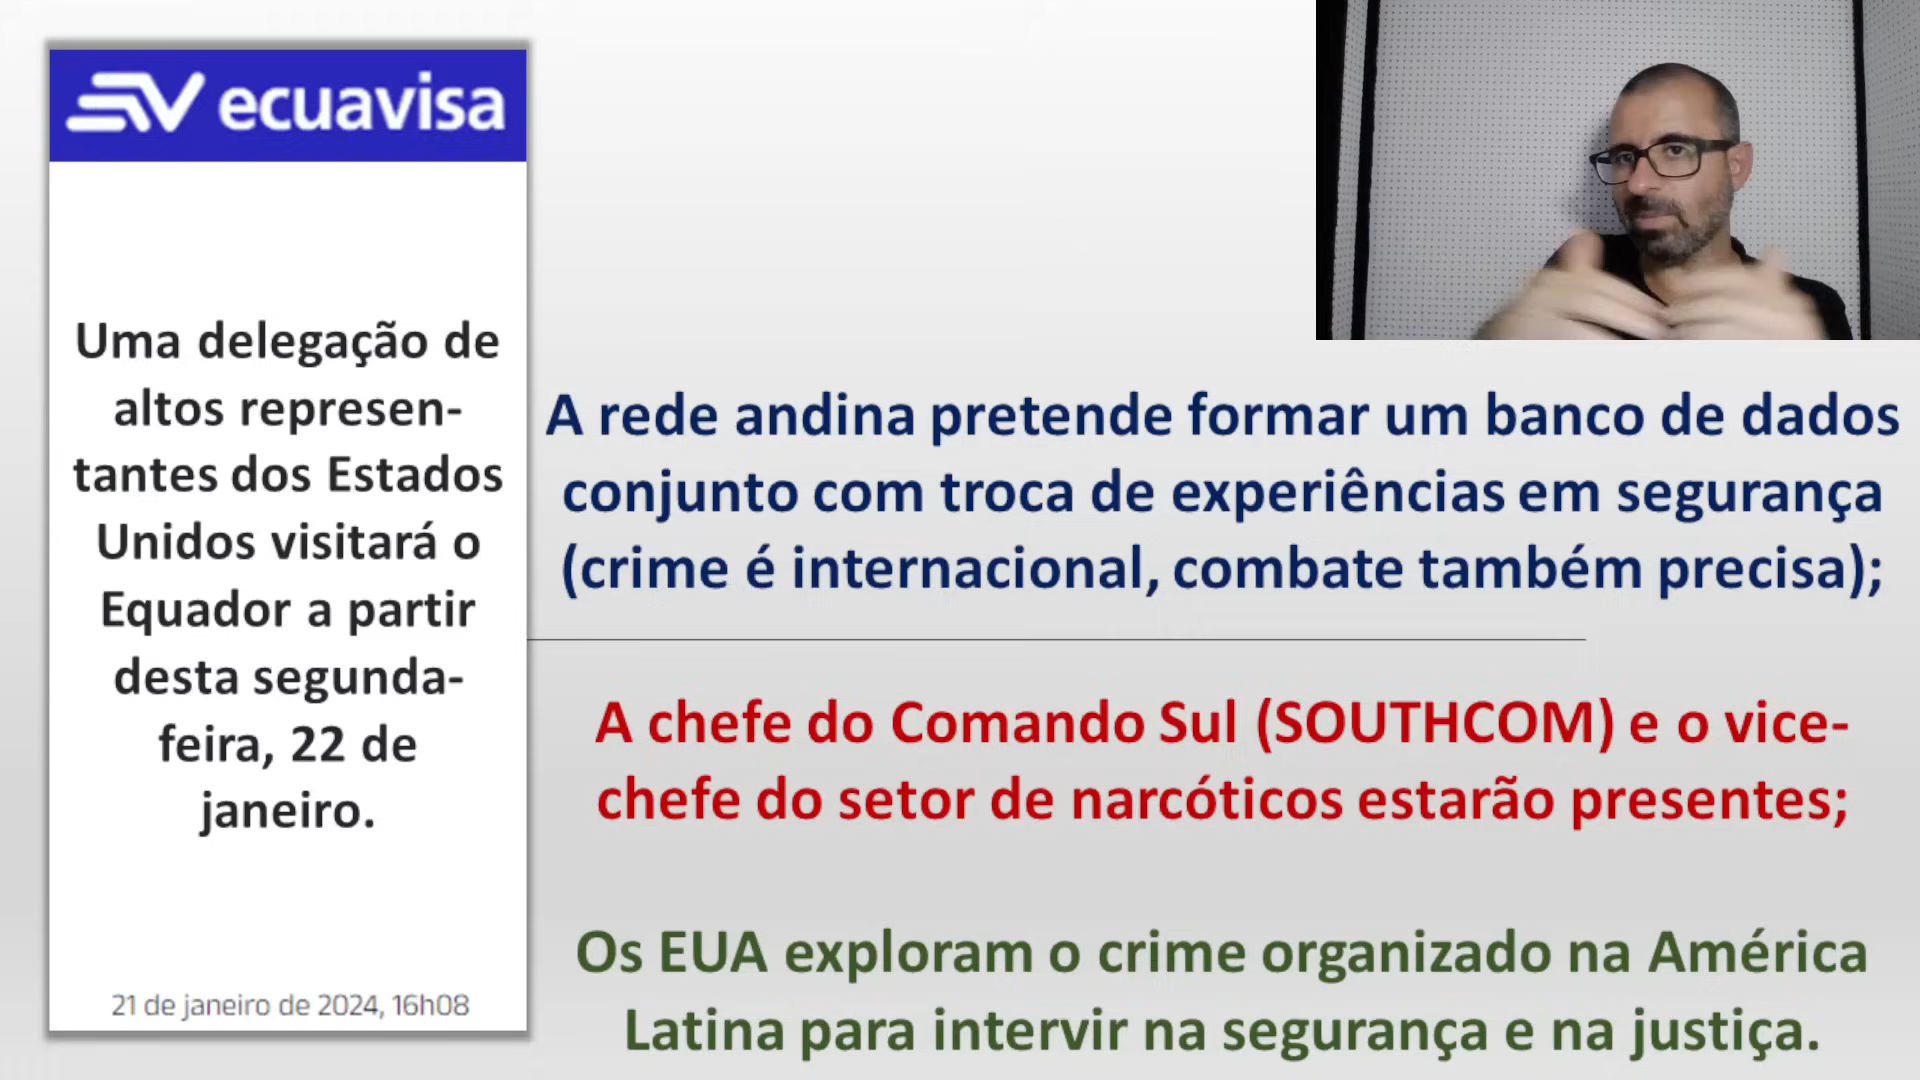 ecuavisa
Uma delegação de
altos represen-
tantes dos Estados
Unidos visitará o
Equador a partir
desta segunda-
feira, 22 de
janeiro.
21 de janeiro de 2024, 16h08
A rede andina pretende formar um banco de dados
conjunto com troca de experiências em segurança
(crime é internacional, combate também precisa);
A chefe do Comando Sul (SOUTHCOM) e o vice-
chefe do setor de narcóticos estarão presentes;
Os EUA exploram o crime organizado na América
Latina para intervir na segurança e na justiça.